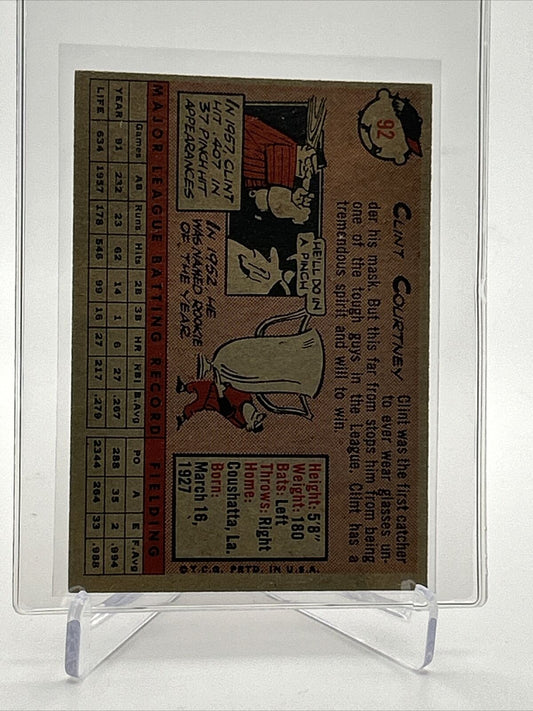 92
CLINT COURTNEY
Clint was the first catcher
to ever wear glasses un-
der his mask. But this far from stops him from being
one of the tough guys in the League. Clint has a
tremendous spirit and will to win.
HE'LL DO IN
A PINCH
IN 1957, CLINT
HIT .407 IN
37 PINCH HIT
APPEARANCES
IN 1952 HE
WAS NAMED ROOKIE
OF THE YEAR.
Height: 5'8"
Weight: 180
Bats: Left
Throws: Right
Home:
Coushatta, La.
Born:
March 16,
1927
©T.C.G. PRTD. IN U.S.A.
MAJOR LEAGUE BATTING RECORD FIELDING
Games AB Runs Hits 2B 3B HR RBI B.Avg PO A E F.Avg
YEAR 91 232 23 62 14 1 6 27 .267 288 35 2 .994
LIFE 634 1957 178 546 99 16 27 217 .279 2344 264 33 .988